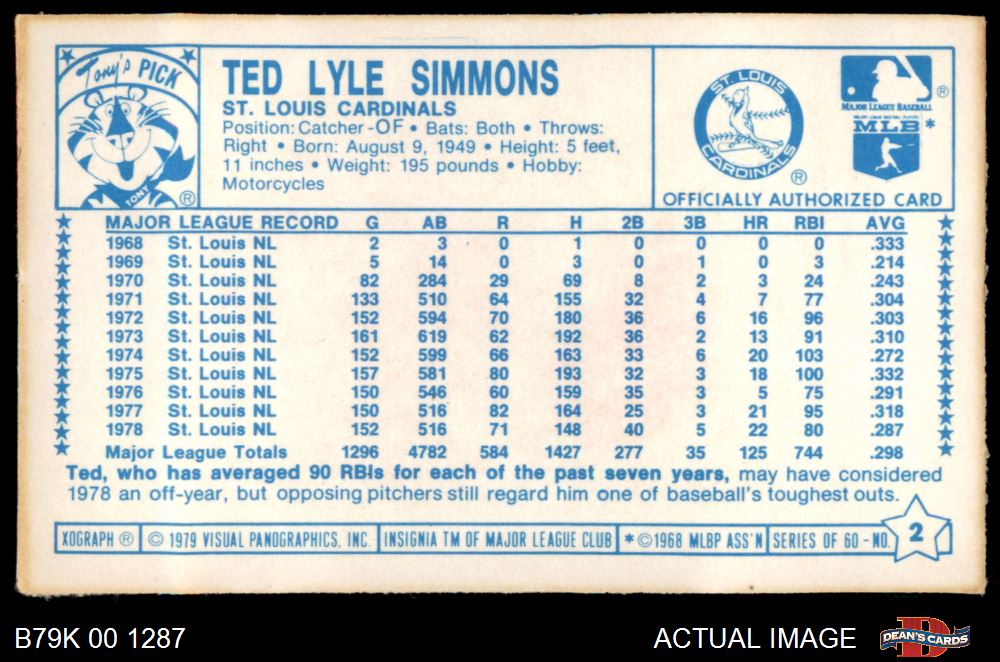 Tony's PICK
TONY
®
TED LYLE SIMMONS
ST. LOUIS CARDINALS
Position: Catcher-OF • Bats: Both • Throws:
Right • Born: August 9, 1949 • Height: 5 feet,
11 inches • Weight: 195 pounds • Hobby:
Motorcycles
ST. LOUIS
CARDINALS
®
®
MAJOR LEAGUE BASEBALL
MLB *
OFFICIALLY AUTHORIZED CARD
MAJOR LEAGUE RECORD G AB R H 2B 3B HR RBI AVG
1968 St. Louis NL 2 3 0 1 0 0 0 0 .333
1969 St. Louis NL 5 14 0 3 0 1 0 3 .214
1970 St. Louis NL 82 284 29 69 8 2 3 24 .243
1971 St. Louis NL 133 510 64 155 32 4 7 77 .304
1972 St. Louis NL 152 594 70 180 36 6 16 96 .303
1973 St. Louis NL 161 619 62 192 36 2 13 91 .310
1974 St. Louis NL 152 599 66 163 33 6 20 103 .272
1975 St. Louis NL 157 581 80 193 32 3 18 100 .332
1976 St. Louis NL 150 546 60 159 35 3 5 75 .291
1977 St. Louis NL 150 516 82 164 25 3 21 95 .318
1978 St. Louis NL 152 516 71 148 40 5 22 80 .287
Major League Totals 1296 4782 584 1427 277 35 125 744 .298
Ted, who has averaged 90 RBIs for each of the past seven years, may have considered
1978 an off-year, but opposing pitchers still regard him one of baseball's toughest outs.
XOGRAPH ® © 1979 VISUAL PANOGRAPHICS, INC. INSIGNIA TM OF MAJOR LEAGUE CLUB * © 1968 MLBP ASS'N SERIES OF 60 - NO. 2
B79K 00 1287
ACTUAL IMAGE
DEAN'S CARDS